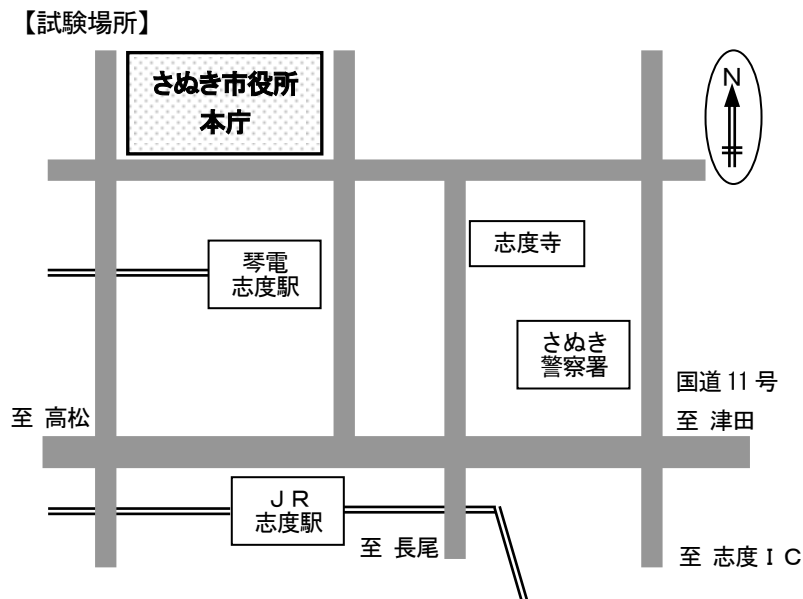 【試験場所】
さぬき市役所
本庁
N
志度寺
琴電
志度駅
さぬき
警察署
国道11号
至 高松
至 津田
ＪＲ
志度駅
至 長尾
至 志度ＩＣ